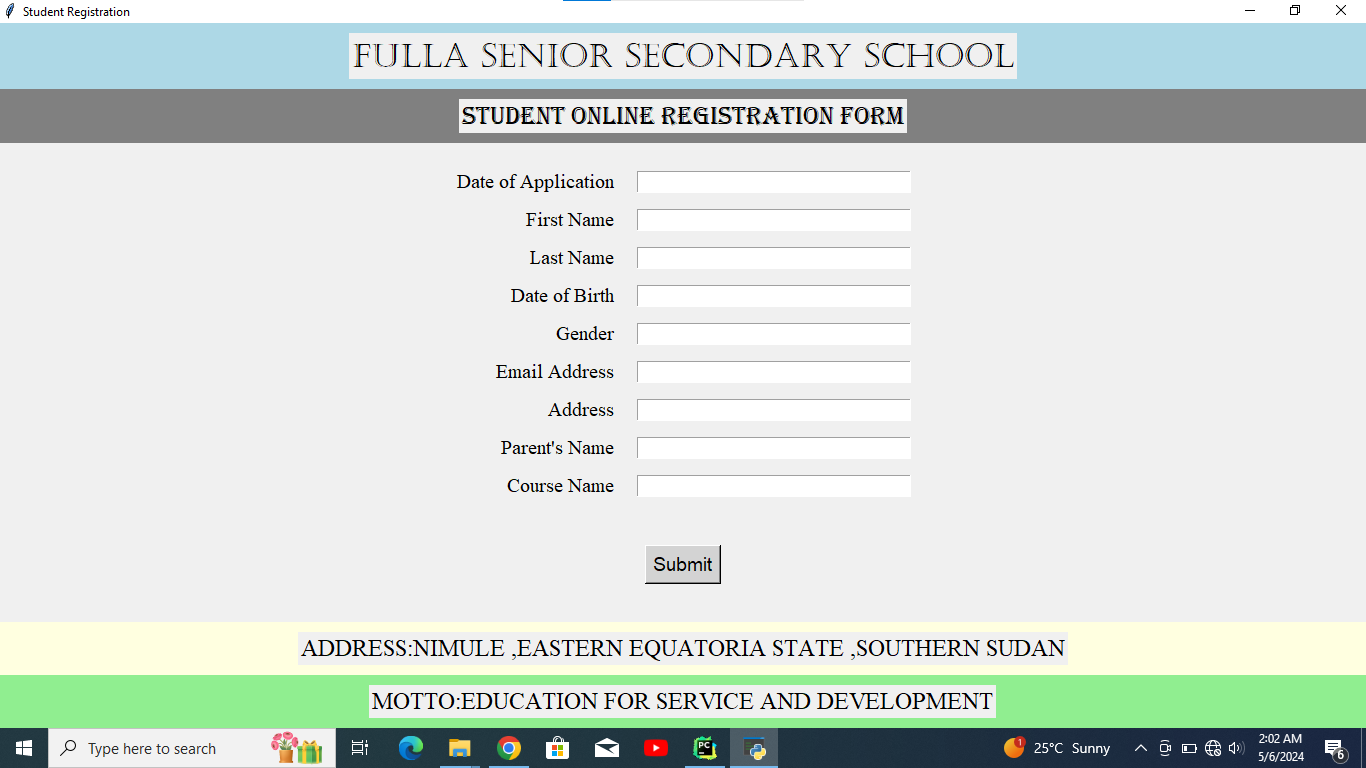 Student Registration
FULLA SENIOR SECONDARY SCHOOL
STUDENT ONLINE REGISTRATION FORM
Date of Application
First Name
Last Name
Date of Birth
Gender
Email Address
Address
Parent's Name
Course Name
Submit
ADDRESS:NIMULE ,EASTERN EQUATORIA STATE ,SOUTHERN SUDAN
MOTTO:EDUCATION FOR SERVICE AND DEVELOPMENT
Type here to search
PC
1
25°C Sunny
2:02 AM
5/6/2024
6